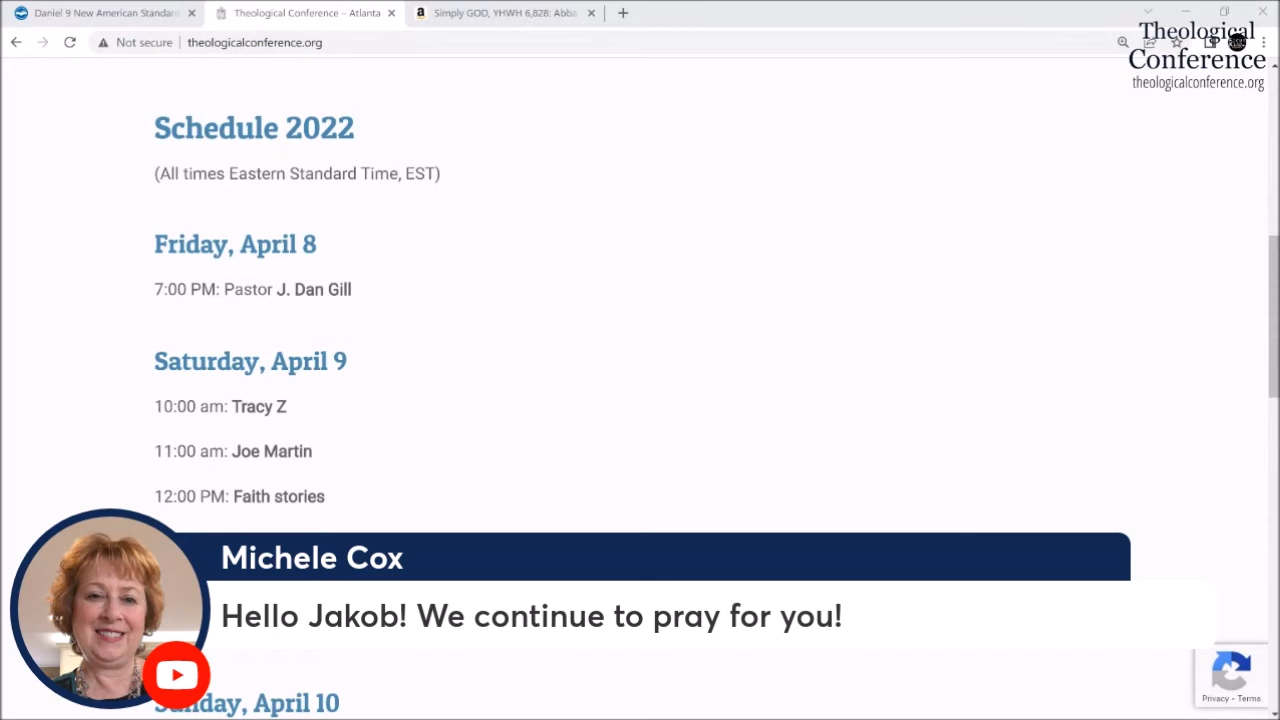 Daniel 9 New American Standard
Theological Conference – Atlanta
Simply GOD, YHWH 6,828: Abba
Not secure
theologicalconference.org
Theological
Conference
theologicalconference.org
Schedule 2022
(All times Eastern Standard Time, EST)
Friday, April 8
7:00 PM: Pastor J. Dan Gill
Saturday, April 9
10:00 am: Tracy Z
11:00 am: Joe Martin
12:00 PM: Faith stories
Michele Cox
Hello Jakob! We continue to pray for you!
Sunday, April 10
Privacy - Terms